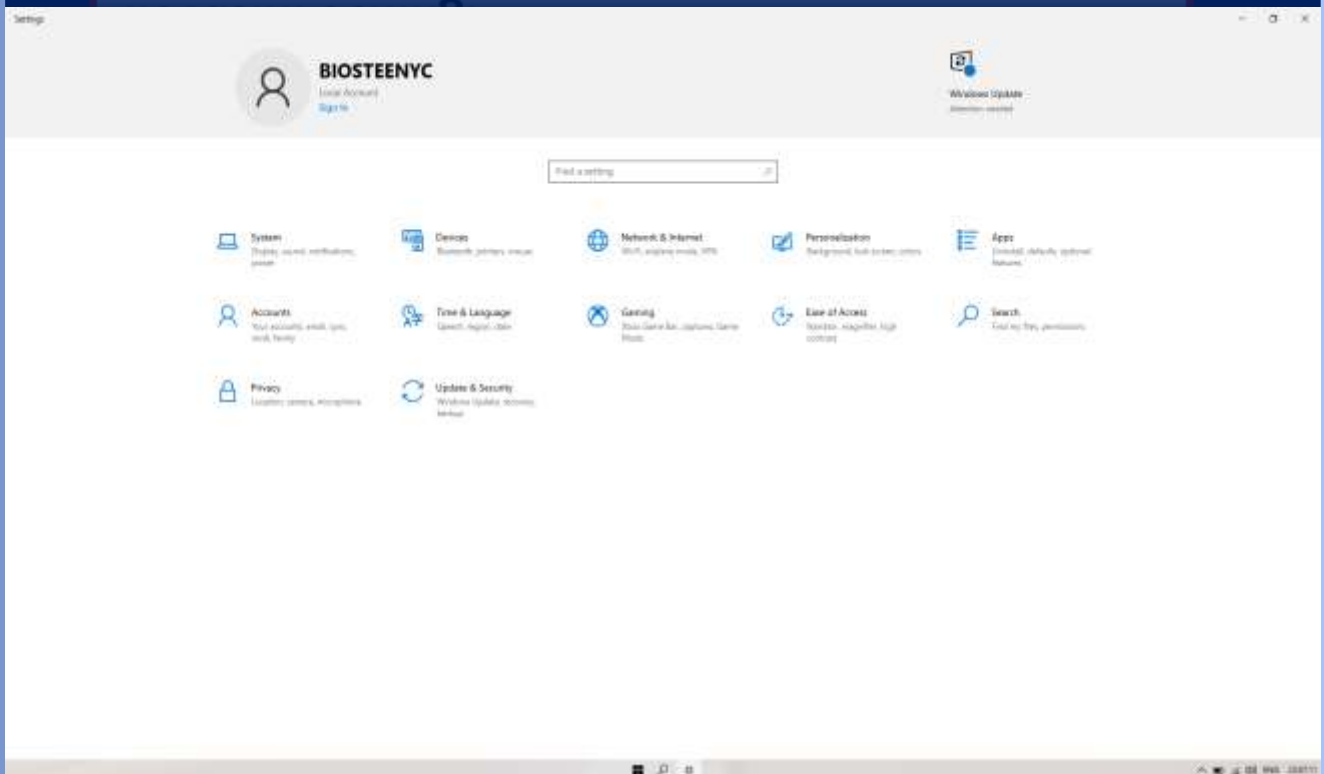 Settings
BIOSTEENYC
Local Account
Sign in
Windows Update
Attention needed
Find a setting
System
Display, sound, notifications,
power
Devices
Bluetooth, printers, mouse
Network & Internet
Wi-Fi, airplane mode, VPN
Personalization
Background, lock screen, colors
Apps
Uninstall, defaults, optional
features
Accounts
Your accounts, email, sync,
work, family
Time & Language
Speech, region, date
Gaming
Xbox Game Bar, captures, Game
Mode
Ease of Access
Narrator, magnifier, high
contrast
Search
Find my files, permissions
Privacy
Location, camera, microphone
Update & Security
Windows Update, recovery,
backup
ENG